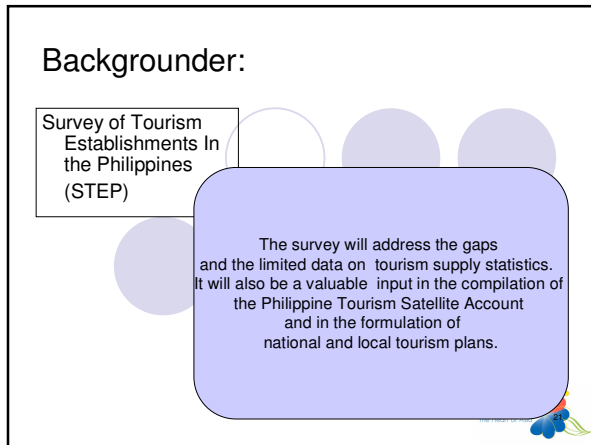 Backgrounder:
Survey of Tourism
Establishments In
the Philippines
(STEP)
The survey will address the gaps
and the limited data on tourism supply statistics.
It will also be a valuable input in the compilation of
the Philippine Tourism Satellite Account
and in the formulation of
national and local tourism plans.
21